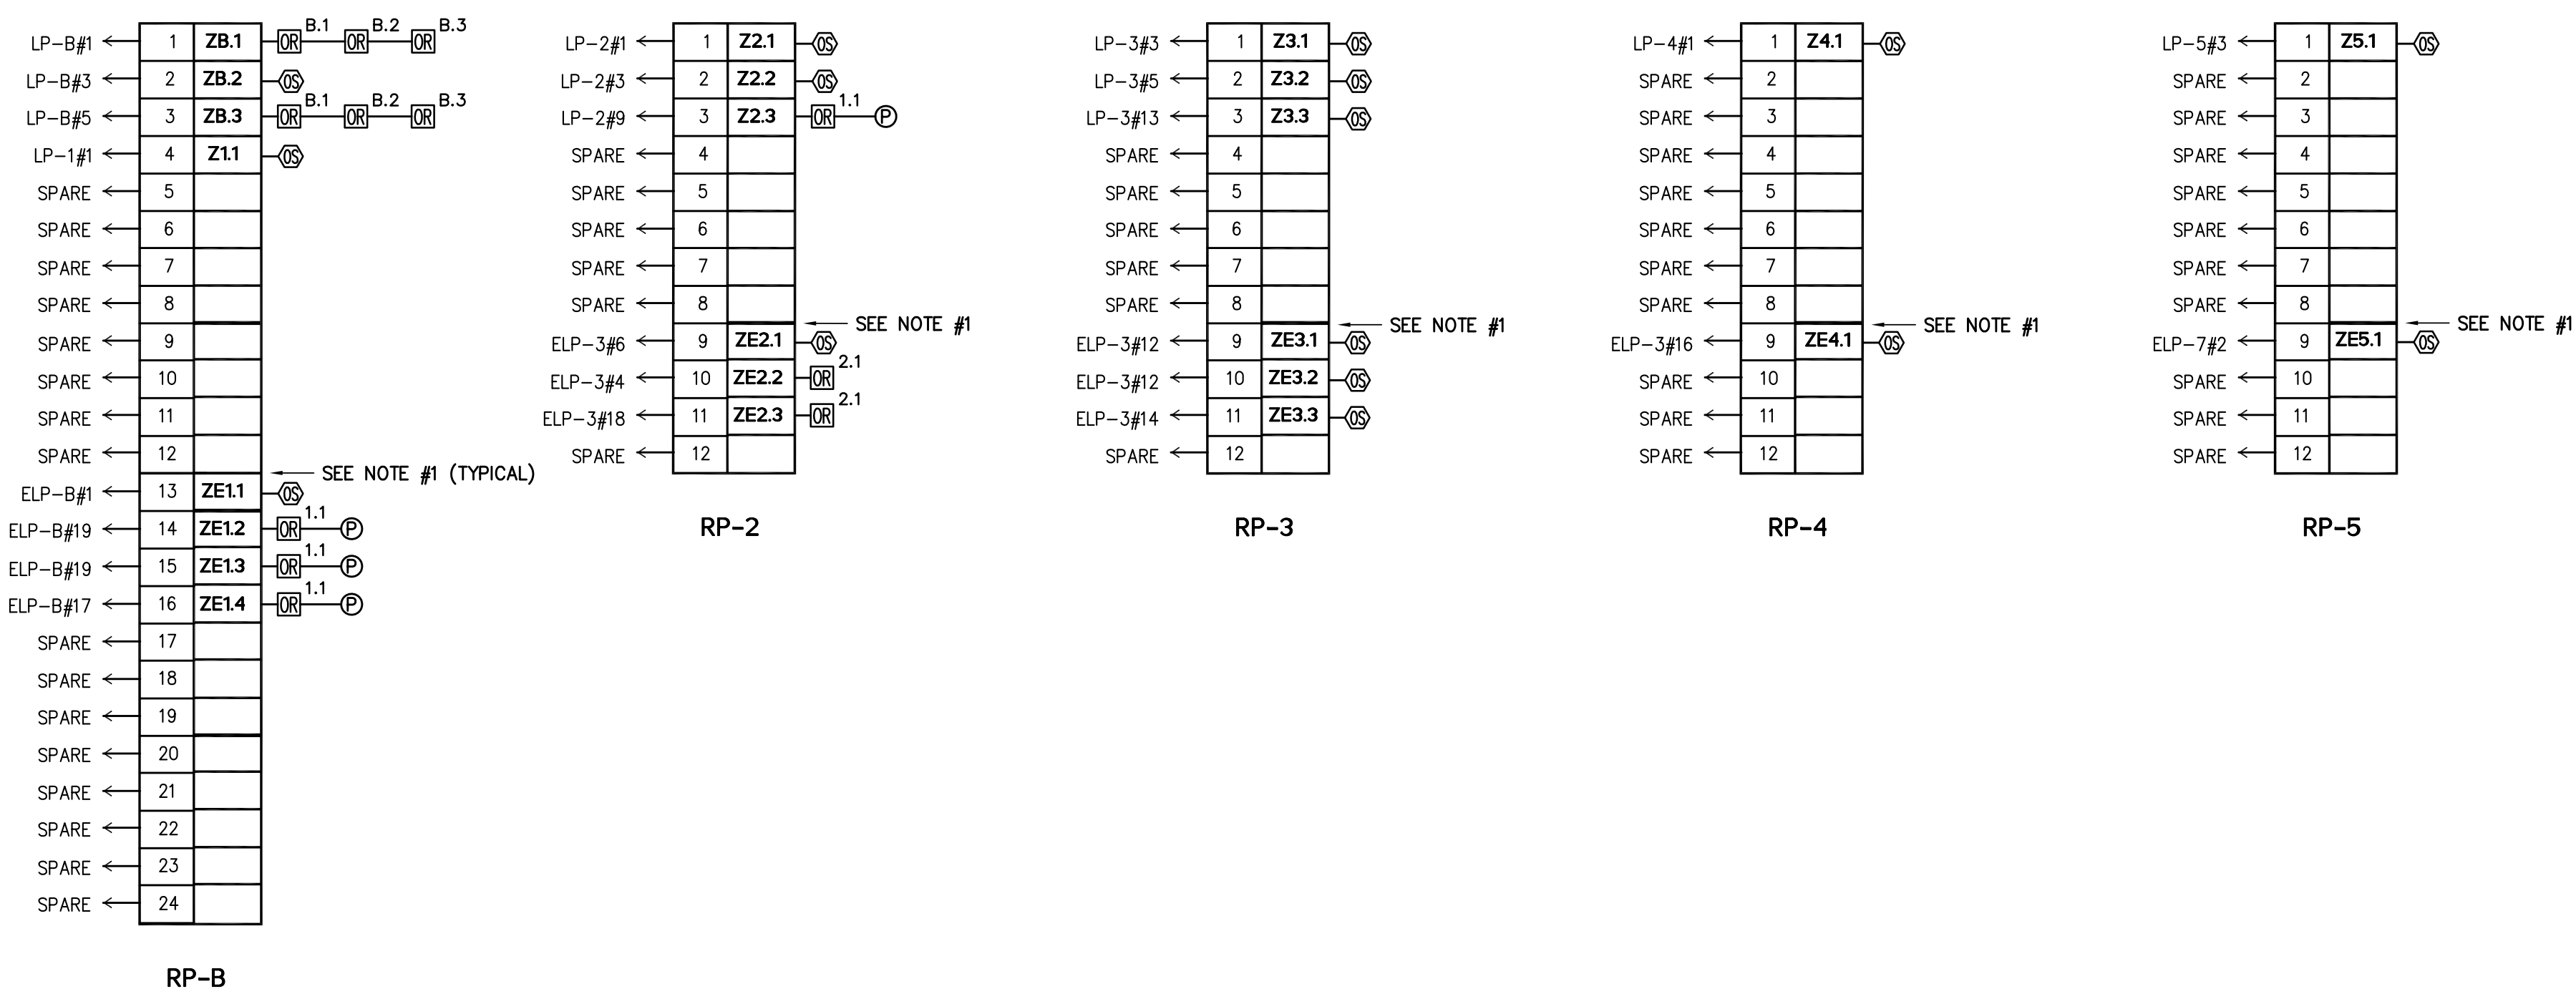 LP-B#1 1 ZB.1 OR B.1 OR B.2 OR B.3
LP-B#3 2 ZB.2 OS
LP-B#5 3 ZB.3 OR B.1 OR B.2 OR B.3
LP-1#1 4 Z1.1 OS
SPARE 5
SPARE 6
SPARE 7
SPARE 8
SPARE 9
SPARE 10
SPARE 11
SPARE 12
SEE NOTE #1 (TYPICAL)
ELP-B#1 13 ZE1.1 OS
ELP-B#19 14 ZE1.2 OR 1.1 P
ELP-B#19 15 ZE1.3 OR 1.1 P
ELP-B#17 16 ZE1.4 OR 1.1 P
SPARE 17
SPARE 18
SPARE 19
SPARE 20
SPARE 21
SPARE 22
SPARE 23
SPARE 24
RP-B
LP-2#1 1 Z2.1 OS
LP-2#3 2 Z2.2 OS
LP-2#9 3 Z2.3 OR 1.1 P
SPARE 4
SPARE 5
SPARE 6
SPARE 7
SPARE 8
SEE NOTE #1
ELP-3#6 9 ZE2.1 OS
ELP-3#4 10 ZE2.2 OR 2.1
ELP-3#18 11 ZE2.3 OR 2.1
SPARE 12
RP-2
LP-3#3 1 Z3.1 OS
LP-3#5 2 Z3.2 OS
LP-3#13 3 Z3.3 OS
SPARE 4
SPARE 5
SPARE 6
SPARE 7
SPARE 8
SEE NOTE #1
ELP-3#12 9 ZE3.1 OS
ELP-3#12 10 ZE3.2 OS
ELP-3#14 11 ZE3.3 OS
SPARE 12
RP-3
LP-4#1 1 Z4.1 OS
SPARE 2
SPARE 3
SPARE 4
SPARE 5
SPARE 6
SPARE 7
SPARE 8
SEE NOTE #1
ELP-3#16 9 ZE4.1 OS
SPARE 10
SPARE 11
SPARE 12
RP-4
LP-5#3 1 Z5.1 OS
SPARE 2
SPARE 3
SPARE 4
SPARE 5
SPARE 6
SPARE 7
SPARE 8
SEE NOTE #1
ELP-7#2 9 ZE5.1 OS
SPARE 10
SPARE 11
SPARE 12
RP-5